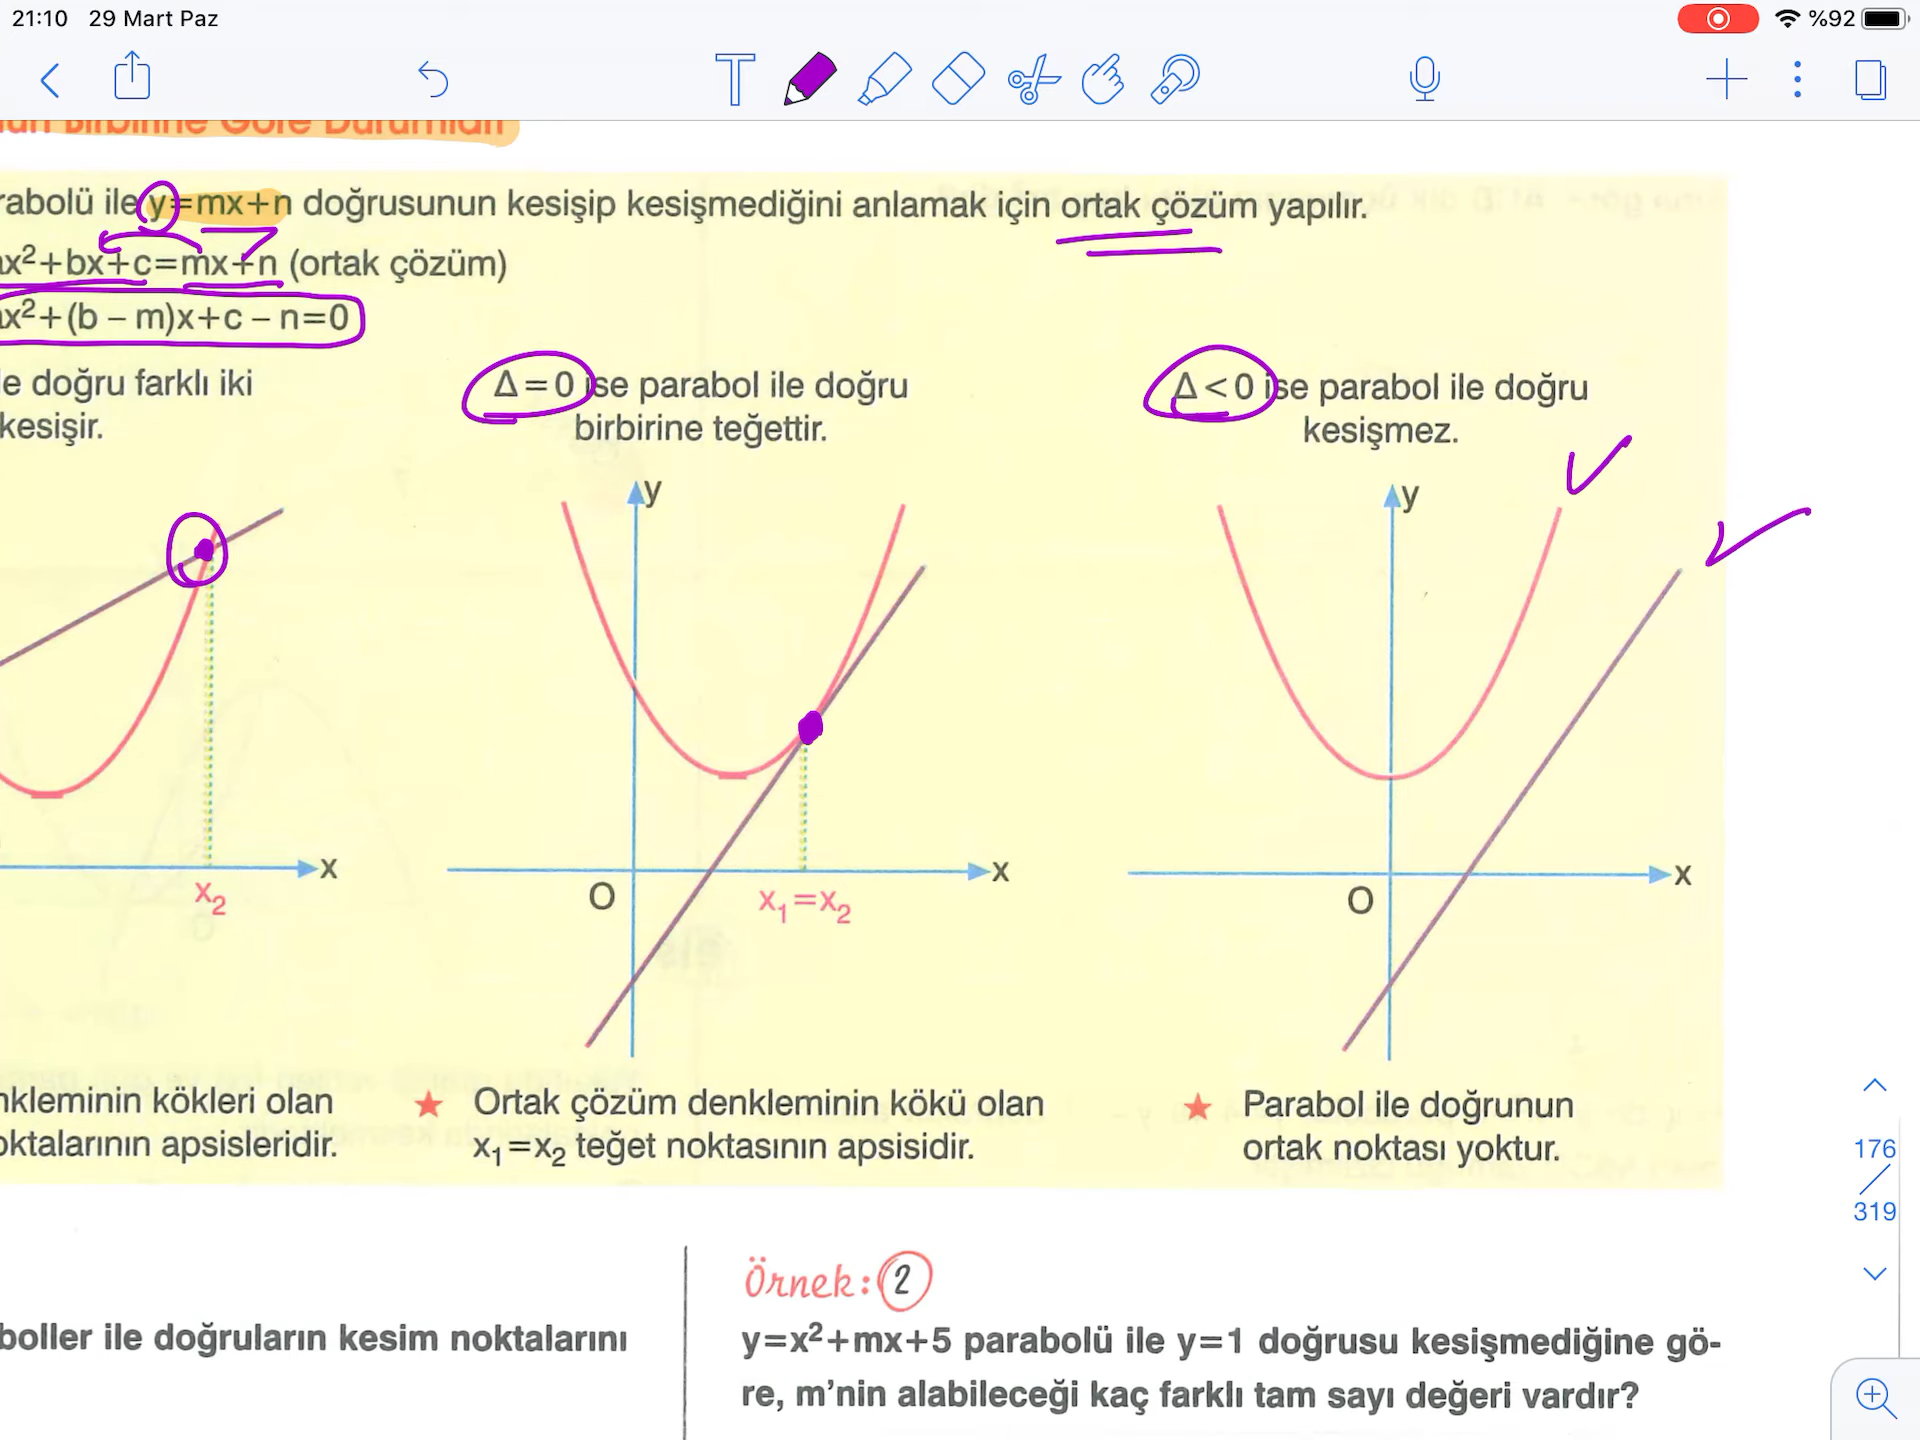 21:10 29 Mart Paz
%92
T
rabolü ile y=mx+n doğrusunun kesişip kesişmediğini anlamak için ortak çözüm yapılır.
ax²+bx+c=mx+n (ortak çözüm)
ax²+(b – m)x+c – n=0
le doğru farklı iki
kesişir.
Δ = 0 ise parabol ile doğru
birbirine teğettir.
Δ < 0 ise parabol ile doğru
kesişmez.
x
x₂
y
x
O
x₁=x₂
y
x
O
nkleminin kökleri olan
oktalarının apsisleridir.
★ Ortak çözüm denkleminin kökü olan
x₁=x₂ teğet noktasının apsisidir.
★ Parabol ile doğrunun
ortak noktası yoktur.
176
319
boller ile doğruların kesim noktalarını
Örnek: 2
y=x²+mx+5 parabolü ile y=1 doğrusu kesişmediğine gö-
re, m’nin alabileceği kaç farklı tam sayı değeri vardır?